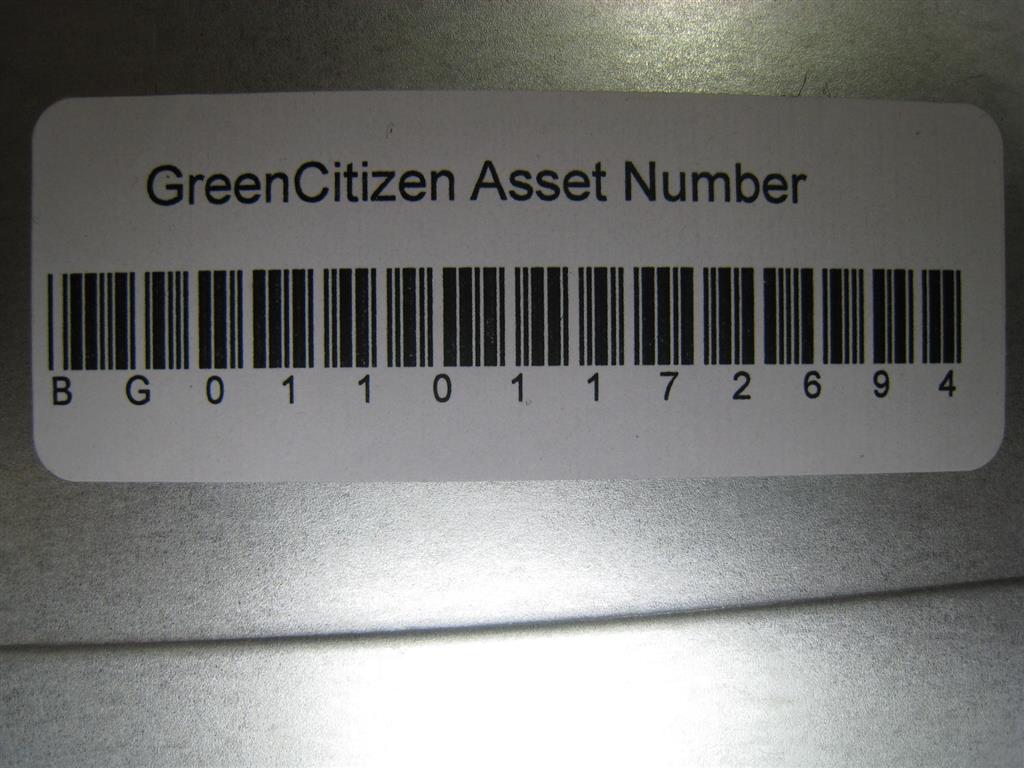 GreenCitizen Asset Number
B G 0 1 1 0 1 1 7 2 6 9 4